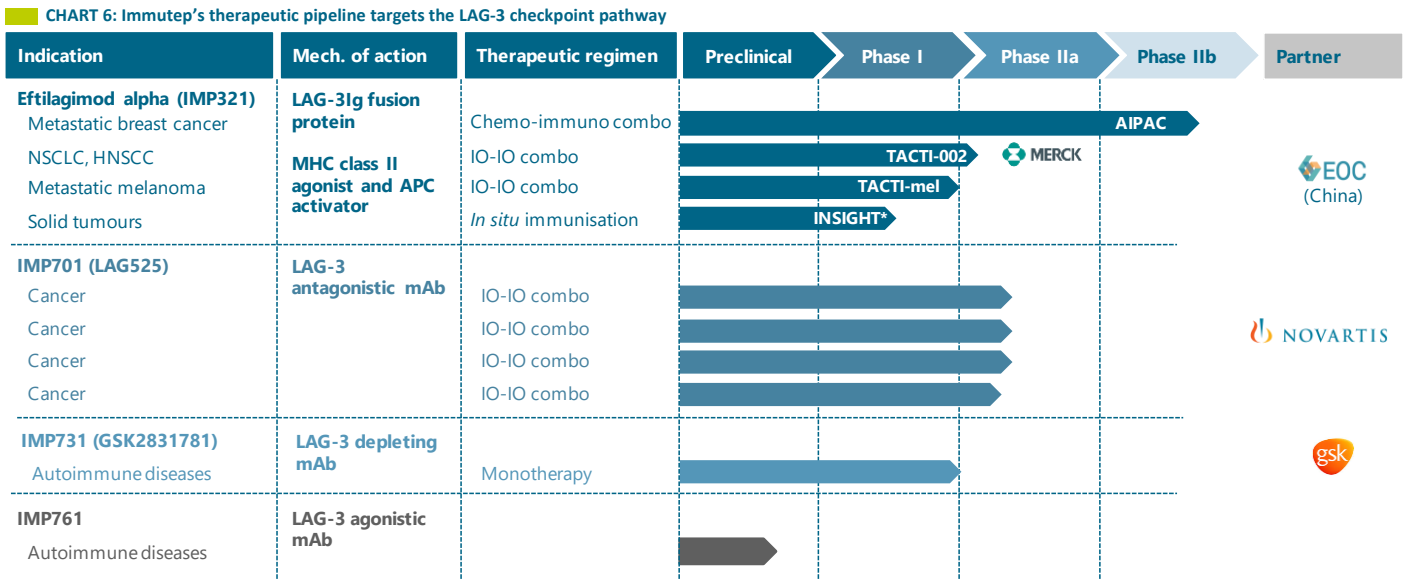 CHART 6: Immutep's therapeutic pipeline targets the LAG-3 checkpoint pathway
Indication Mech. of action Therapeutic regimen Preclinical Phase I Phase IIa Phase IIb Partner
Eftilagimod alpha (IMP321)
LAG-3Ig fusion
protein
Metastatic breast cancer Chemo-immuno combo AIPAC
NSCLC, HNSCC IO-IO combo TACTI-002 MERCK
MHC class II
agonist and APC
activator
Metastatic melanoma IO-IO combo TACTI-mel
Solid tumours In situ immunisation INSIGHT*
EOC
(China)
IMP701 (LAG525)
LAG-3
antagonistic mAb
Cancer IO-IO combo
Cancer IO-IO combo
Cancer IO-IO combo
Cancer IO-IO combo
NOVARTIS
IMP731 (GSK2831781)
LAG-3 depleting
mAb
Autoimmune diseases Monotherapy
gsk
IMP761
LAG-3 agonistic
mAb
Autoimmune diseases